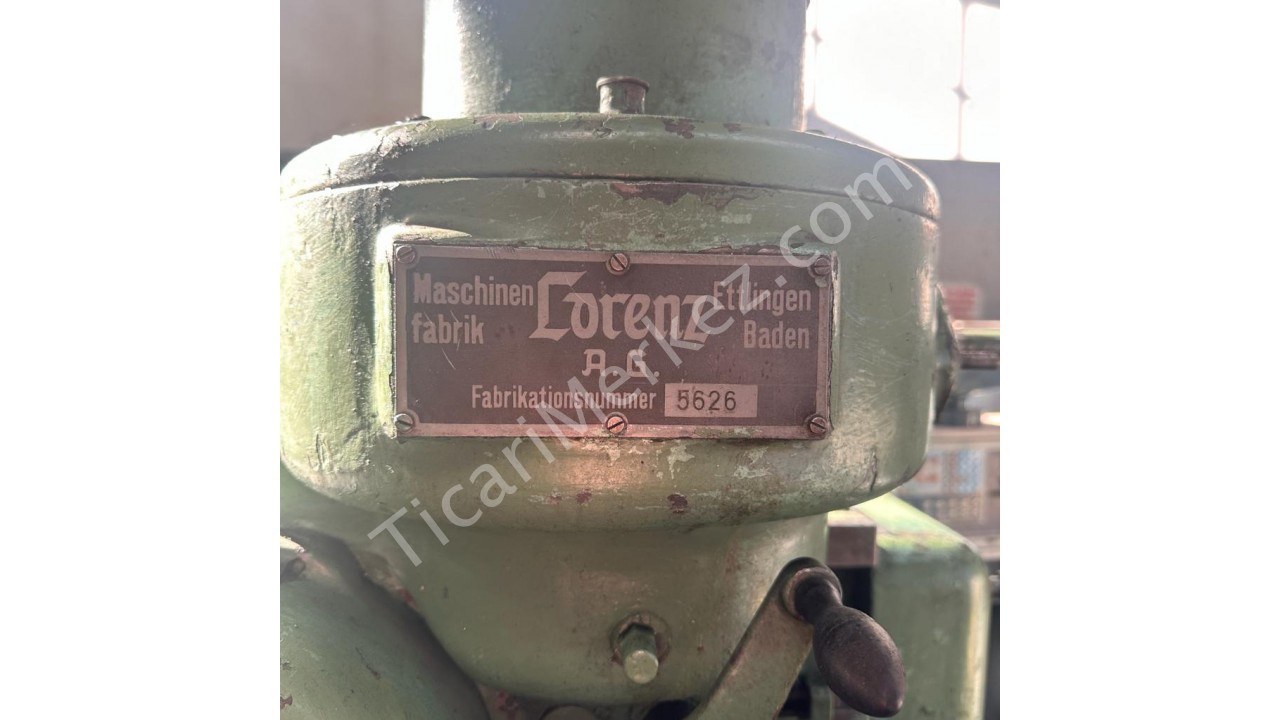 Maschinen Lorenz Ettlingen
fabrik Baden
A. G.
Fabrikationsnummer 5626
TicariMerkez.com